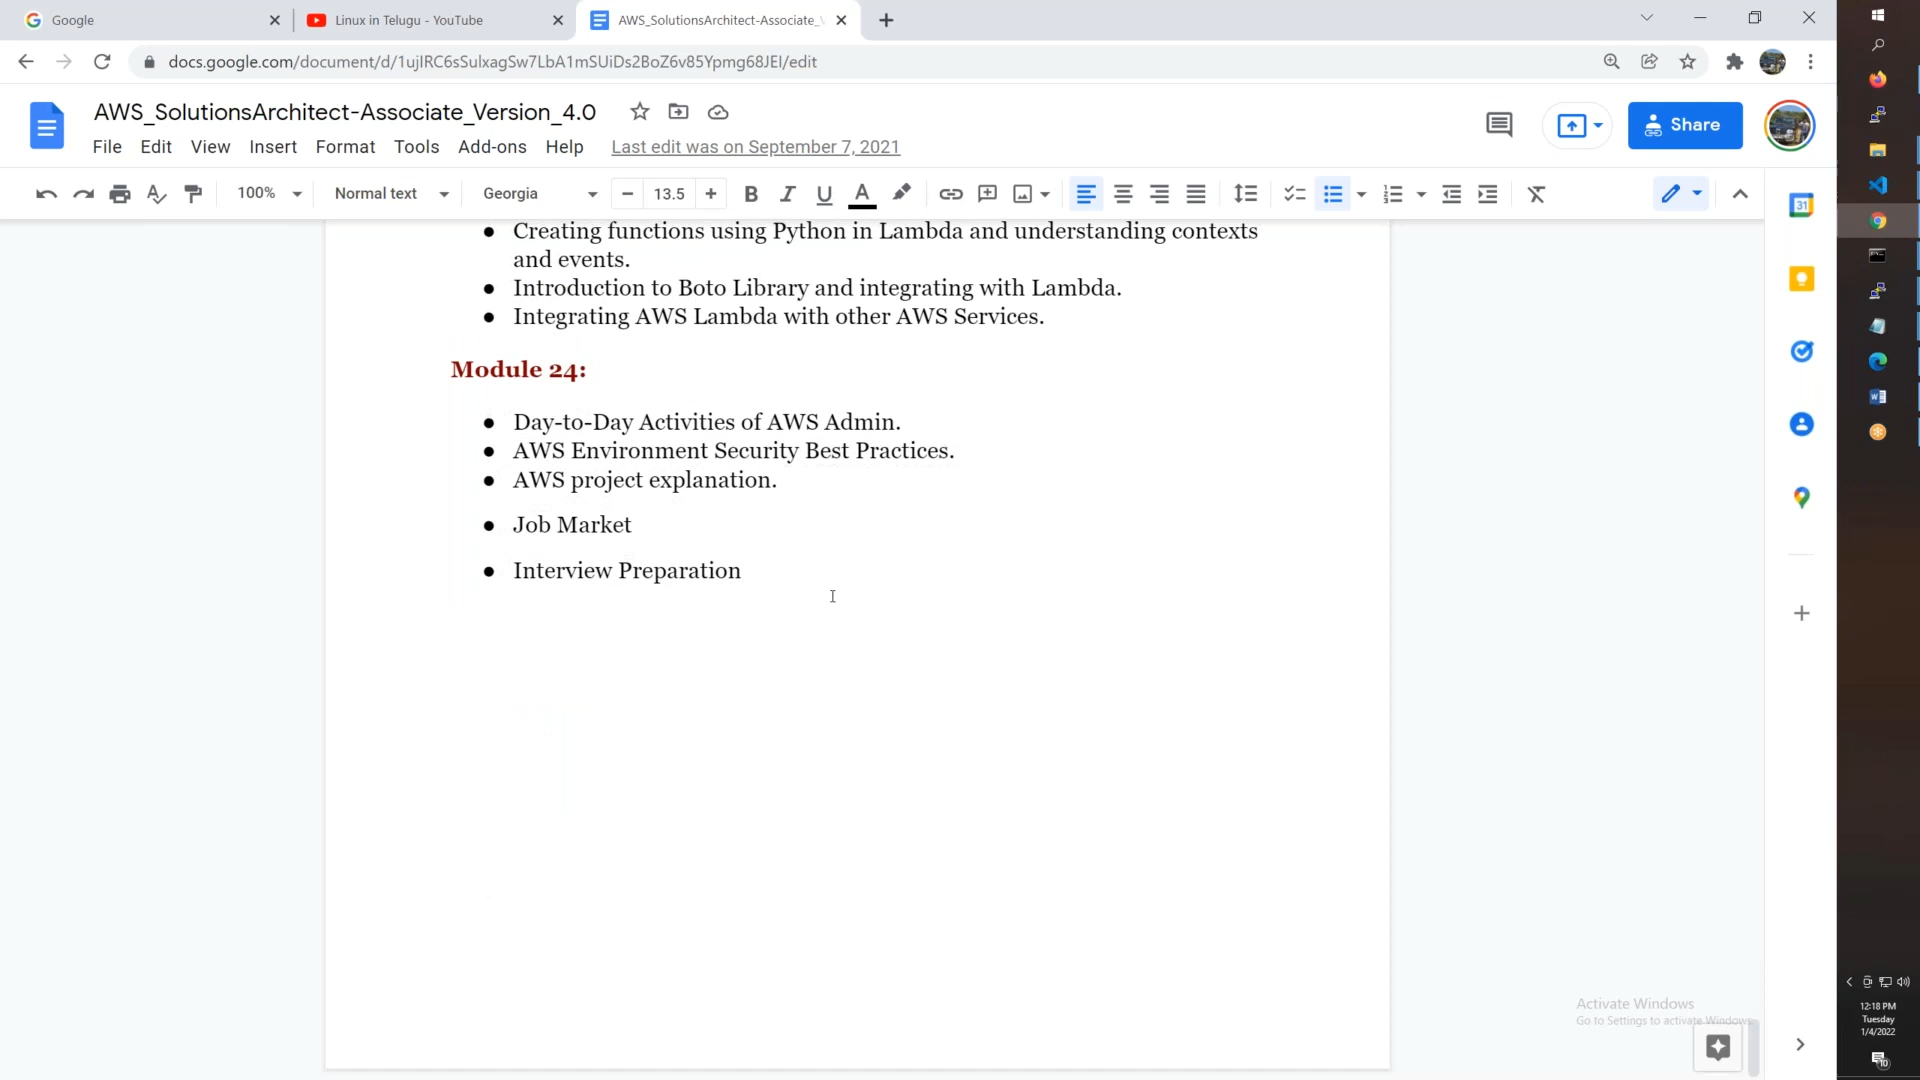 Google
Linux in Telugu - YouTube
AWS_SolutionsArchitect-Associate_V
docs.google.com/document/d/1ujlRC6sSulxagSw7LbA1mSUiDs2BoZ6v85Ypmg68JEI/edit
AWS_SolutionsArchitect-Associate_Version_4.0
Share
File Edit View Insert Format Tools Add-ons Help Last edit was on September 7, 2021
100% Normal text Georgia − 13.5 + B I U A
31
● Creating functions using Python in Lambda and understanding contexts
and events.
● Introduction to Boto Library and integrating with Lambda.
● Integrating AWS Lambda with other AWS Services.
Module 24:
● Day-to-Day Activities of AWS Admin.
● AWS Environment Security Best Practices.
● AWS project explanation.
● Job Market
● Interview Preparation
Activate Windows
Go to Settings to activate Windows.
12:18 PM
Tuesday
1/4/2022
10